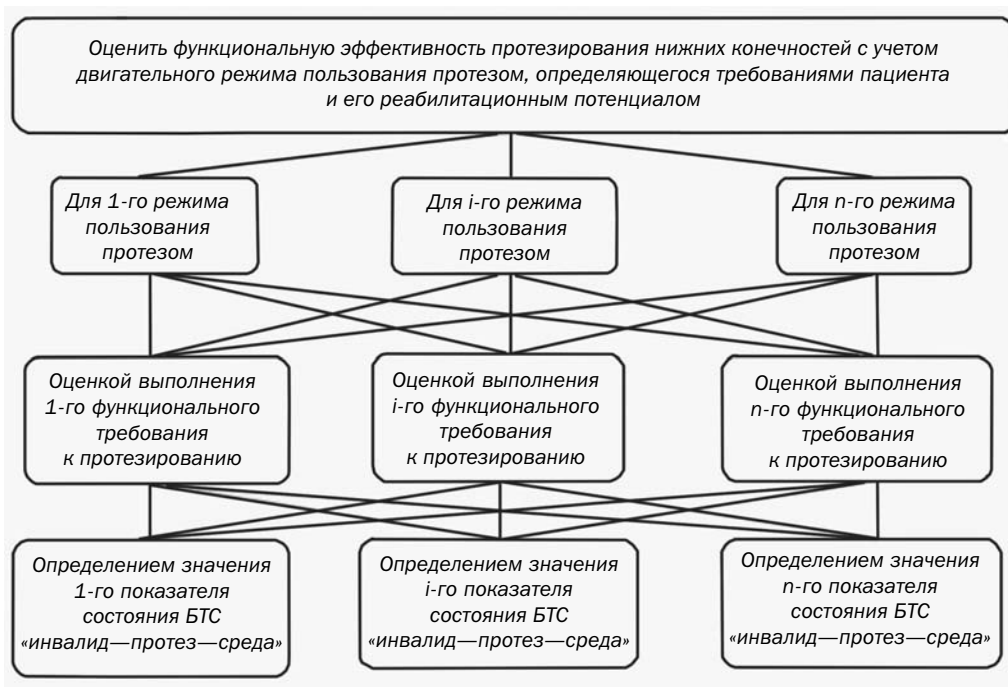 Оценить функциональную эффективность протезирования нижних конечностей с учетом
двигательного режима пользования протезом, определяющегося требованиями пациента
и его реабилитационным потенциалом
Для 1-го режима
пользования
протезом
Для i-го режима
пользования
протезом
Для n-го режима
пользования
протезом
Оценкой выполнения
1-го функционального
требования
к протезированию
Оценкой выполнения
i-го функционального
требования
к протезированию
Оценкой выполнения
n-го функционального
требования
к протезированию
Определением значения
1-го показателя
состояния БТС
«инвалид—протез—среда»
Определением значения
i-го показателя
состояния БТС
«инвалид—протез—среда»
Определением значения
n-го показателя
состояния БТС
«инвалид—протез—среда»